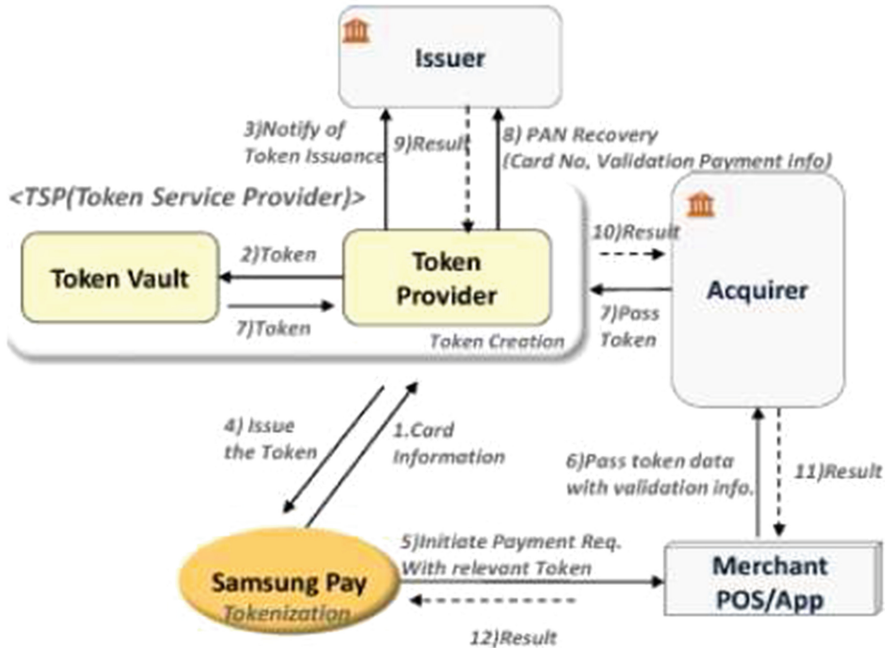 Issuer
3)Notify of
Token Issuance
9)Result
8) PAN Recovery
(Card No, Validation Payment info)
<TSP(Token Service Provider)>
Token Vault
2)Token
7)Token
Token
Provider
Token Creation
10)Result
7)Pass
Token
Acquirer
4) Issue
the Token
1.Card
Information
6)Pass token data
with validation info.
11)Result
5)Initiate Payment Req.
With relevant Token
Samsung Pay
Tokenization
12)Result
Merchant
POS/App